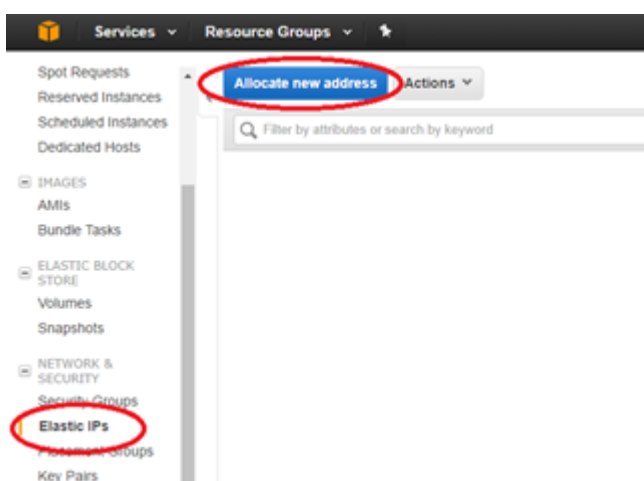 Services
Resource Groups
Spot Requests
Reserved Instances
Scheduled Instances
Dedicated Hosts
IMAGES
AMIs
Bundle Tasks
ELASTIC BLOCK
STORE
Volumes
Snapshots
NETWORK &
SECURITY
Security Groups
Elastic IPs
Placement Groups
Key Pairs
Allocate new address
Actions
Filter by attributes or search by keyword